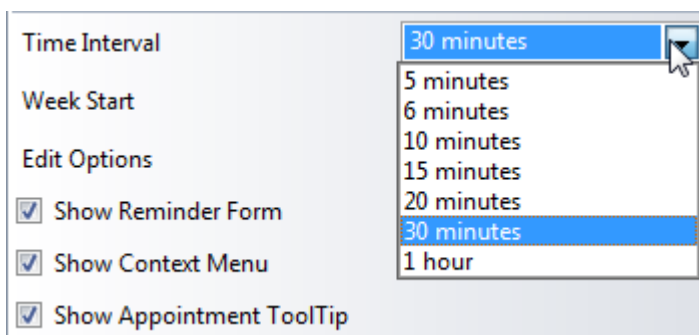 Time Interval
30 minutes
5 minutes
6 minutes
10 minutes
15 minutes
20 minutes
30 minutes
1 hour
Week Start
Edit Options
Show Reminder Form
Show Context Menu
Show Appointment ToolTip